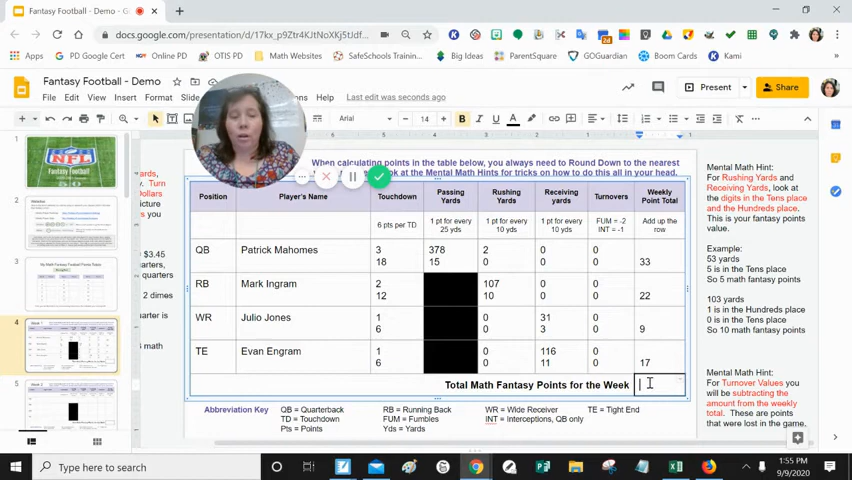 Fantasy Football - Demo - Goo
docs.google.com/presentation/d/17kx_p9Ztr4KJtNoXKj5tJdf...
Apps
PD Google Cert
Online PD
OTIS PD
Math Websites
SafeSchools Trainin...
Big Ideas
ParentSquare
GOGuardian
Boom Cards
Kami
Fantasy Football - Demo
File Edit View Insert Format
Help
Last edit was seconds ago
Present
Share
Arial...
14
B I U A
1
2
3
4
5
NFL
Fantasy Football
$3.45
2 times
When calculating points in the table below, you always need to Round Down to the nearest
look at the Mental Math Hints for tricks on how to do this all in your head.
Position Player's Name Touchdown Passing Yards Rushing Yards Receiving yards Turnovers Weekly Point Total
6 pts per TD 1 pt for every 25 yds 1 pt for every 10 yds 1 pt for every 10 yds FUM = -2 INT = -1 Add up the row
QB Patrick Mahomes 3 378 2 0 0
18 15 0 0 0 33
RB Mark Ingram 2 107 0 0
12 10 0 0 22
WR Julio Jones 1 0 31 0
6 0 3 0 9
TE Evan Engram 1 0 116 0
6 0 11 0 17
Total Math Fantasy Points for the Week
Abbreviation Key
QB = Quarterback RB = Running Back WR = Wide Receiver TE = Tight End
TD = Touchdown FUM = Fumbles INT = Interceptions, QB only
Pts = Points Yds = Yards
Mental Math Hint:
For Rushing Yards and
Receiving Yards, look at
the digits in the Tens place
and the Hundreds place.
This is your fantasy points
value.
Example:
53 yards
5 is in the Tens place
So 5 math fantasy points
103 yards
1 is in the Hundreds place
0 is in the Tens place
So 10 math fantasy points
Mental Math Hint:
For Turnover Values you
will be subtracting the
amount from the weekly
total. These are points
that were lost in the game.
Type here to search
1:55 PM
9/9/2020